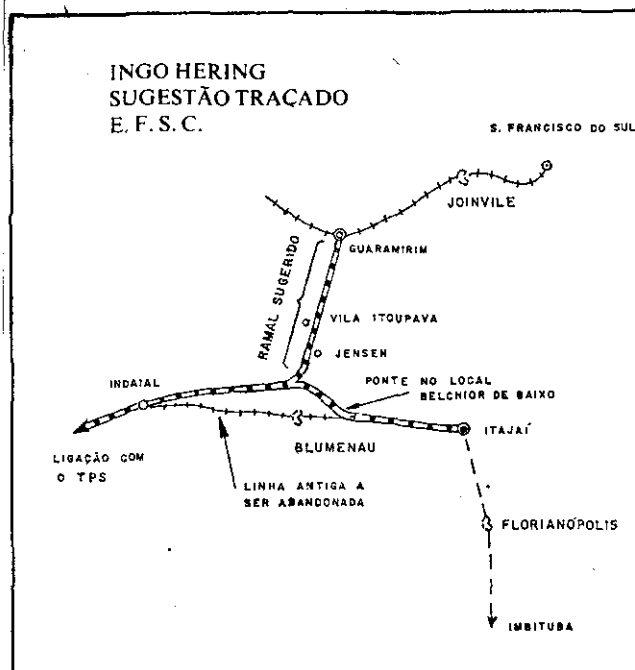 INGO HERING
SUGESTÃO TRAÇADO
E. F. S. C.
S. FRANCISCO DO SUL
JOINVILE
GUARAMIRIM
RAMAL SUGERIDO
VILA ITOUPAVA
JENSEN
INDAIAL
PONTE NO LOCAL
BELCHIOR DE BAIXO
ITAJAÍ
BLUMENAU
LIGAÇÃO COM
O TPS
LINHA ANTIGA A
SER ABANDONADA
FLORIANÓPOLIS
IMBITUBA